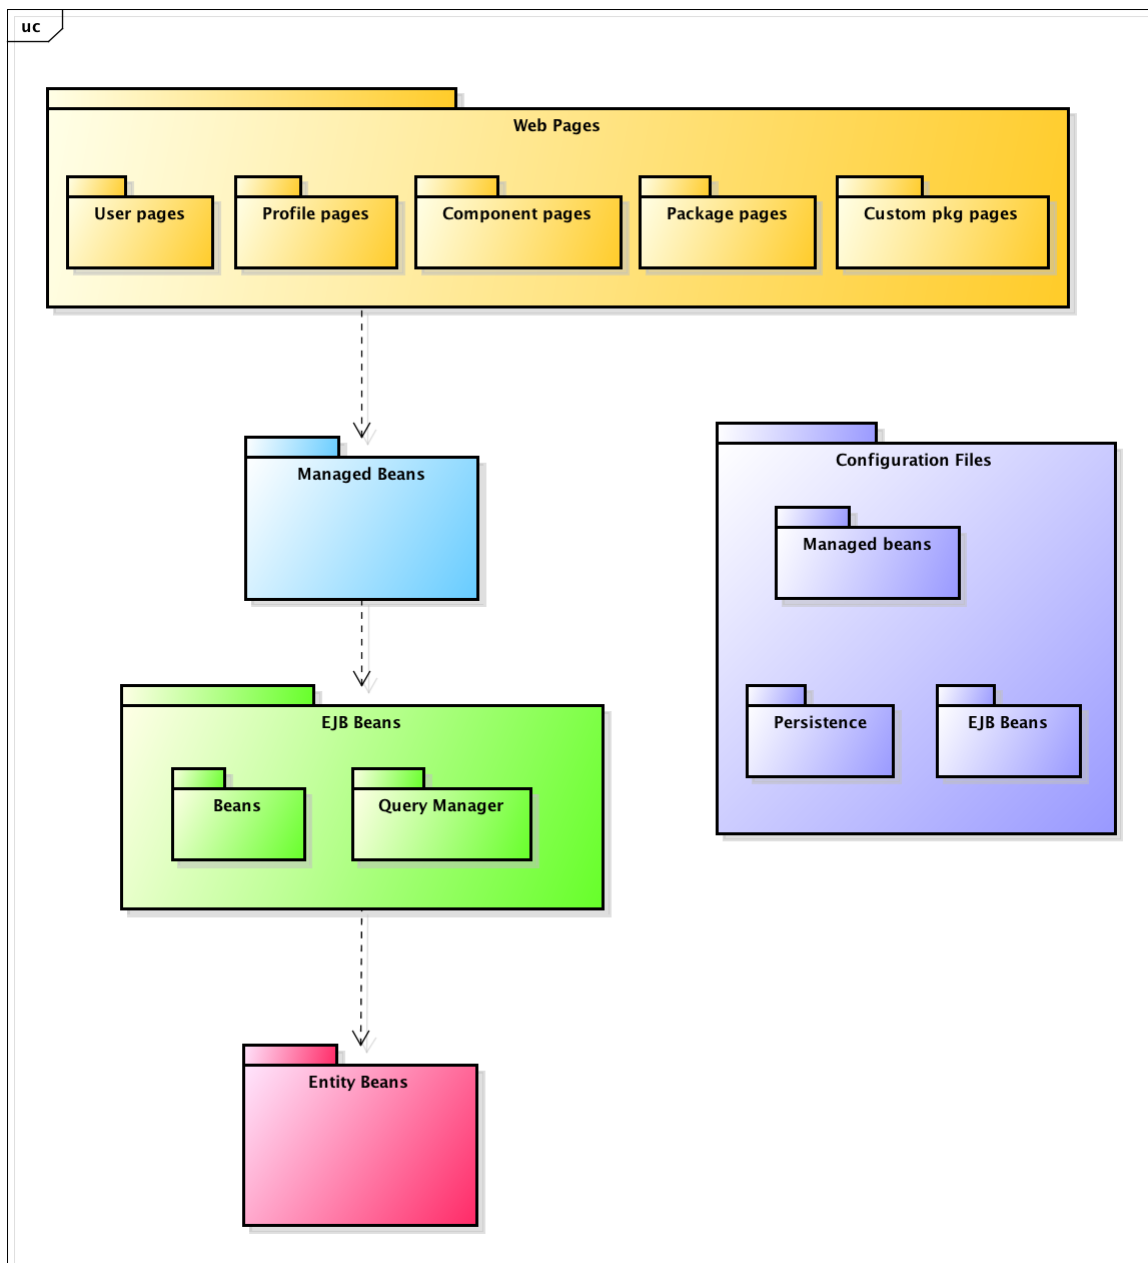 uc
Web Pages
User pages
Profile pages
Component pages
Package pages
Custom pkg pages
Managed Beans
Configuration Files
Managed beans
Persistence
EJB Beans
EJB Beans
Beans
Query Manager
Entity Beans